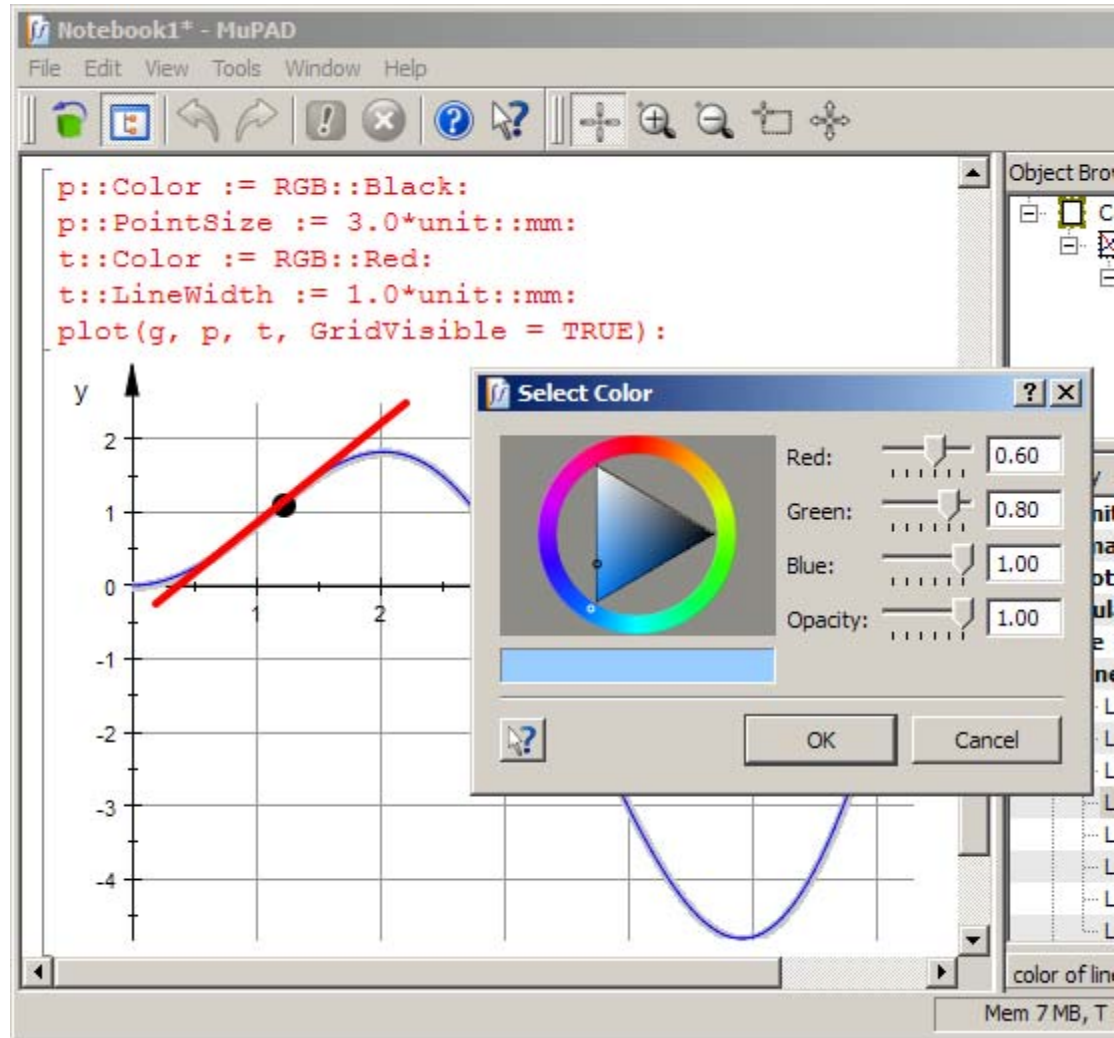 Notebook1* - MuPAD
File Edit View Tools Window Help
p::Color := RGB::Black:
p::PointSize := 3.0*unit::mm:
t::Color := RGB::Red:
t::LineWidth := 1.0*unit::mm:
plot(g, p, t, GridVisible = TRUE):
Object Bro
C
y
2
1
0
1
2
-1
-2
-3
-4
Select Color
Red: 0.60
Green: 0.80
Blue: 1.00
Opacity: 1.00
OK Cancel
L
L
L
L
L
L
L
L
color of line
Mem 7 MB, T